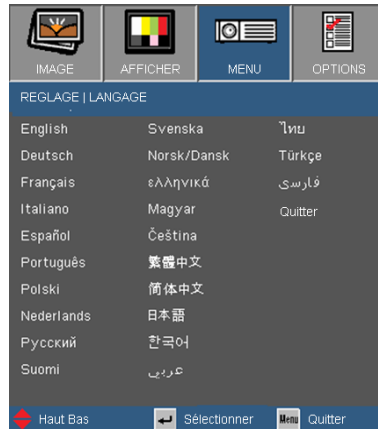 IMAGE AFFICHER MENU OPTIONS
REGLAGE | LANGAGE
English Svenska ไทย
Deutsch Norsk/Dansk Türkçe
Français ελληνικά فارسی
Italiano Magyar Quitter
Español Čeština
Português 繁體中文
Polski 简体中文
Nederlands 日本語
Русский 한국어
Suomi عربي
Haut Bas Sélectionner Menu Quitter